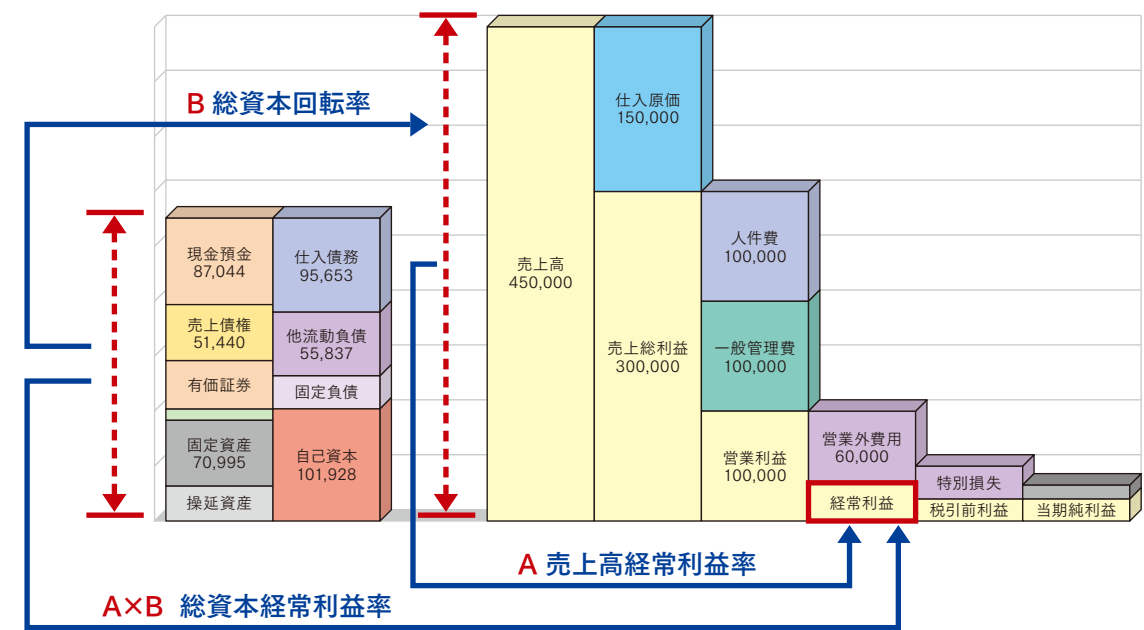 B 総資本回転率
現金預金
87,044
売上債権
51,440
有価証券
固定資産
70,995
操延資産
仕入債務
95,653
他流動負債
55,837
固定負債
自己資本
101,928
売上高
450,000
仕入原価
150,000
売上総利益
300,000
人件費
100,000
一般管理費
100,000
営業利益
100,000
営業外費用
60,000
経常利益
特別損失
税引前利益
当期純利益
A 売上高経常利益率
A×B 総資本経常利益率